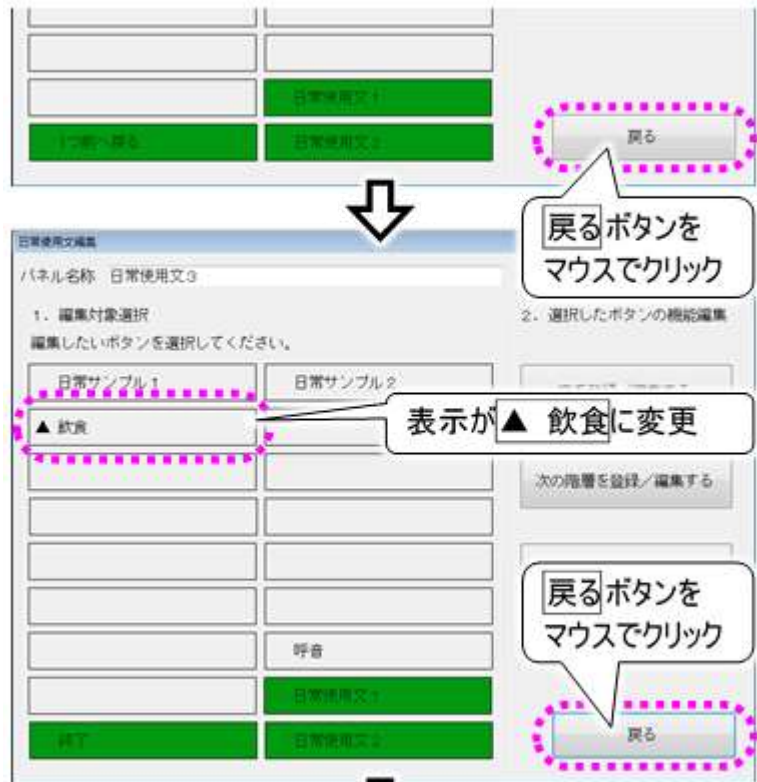 日常使用文1
1つ前へ戻る
日常使用文2
戻る
戻るボタンを
マウスでクリック
日常使用文編集
パネル名称 日常使用文3
1. 編集対象選択
2. 選択したボタンの機能編集
編集したいボタンを選択してください。
日常サンプル1
日常サンプル2
▲ 飲食
表示が▲ 飲食に変更
次の階層を登録/編集する
戻るボタンを
マウスでクリック
呼音
日常使用文1
終了
日常使用文2
戻る